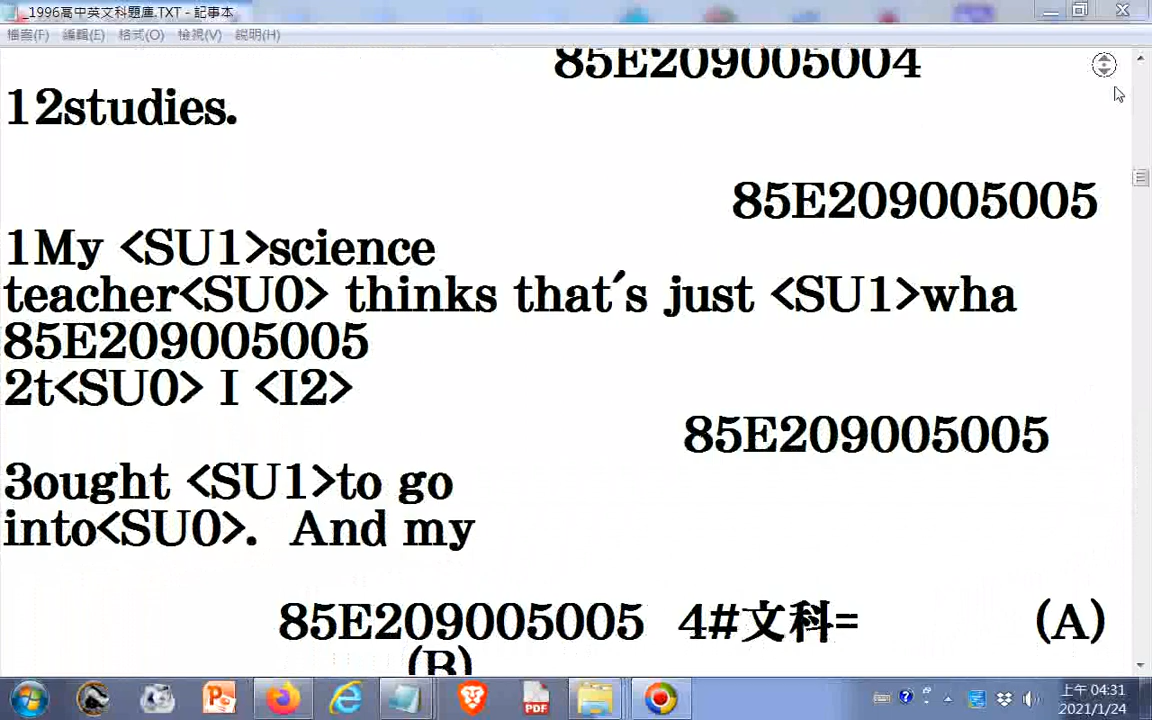 _1996高中英文科題庫.TXT - 記事本
檔案(F) 編輯(E) 格式(O) 檢視(V) 說明(H)
85E209005004
12studies.
85E209005005
1My <SU1>science
teacher<SU0> thinks that's just <SU1>wha
85E209005005
2t<SU0> I <I2>
85E209005005
3ought <SU1>to go
into<SU0>.  And my
85E209005005  4#文科= (A)
(B)
PDF
上午 04:31
2021/1/24